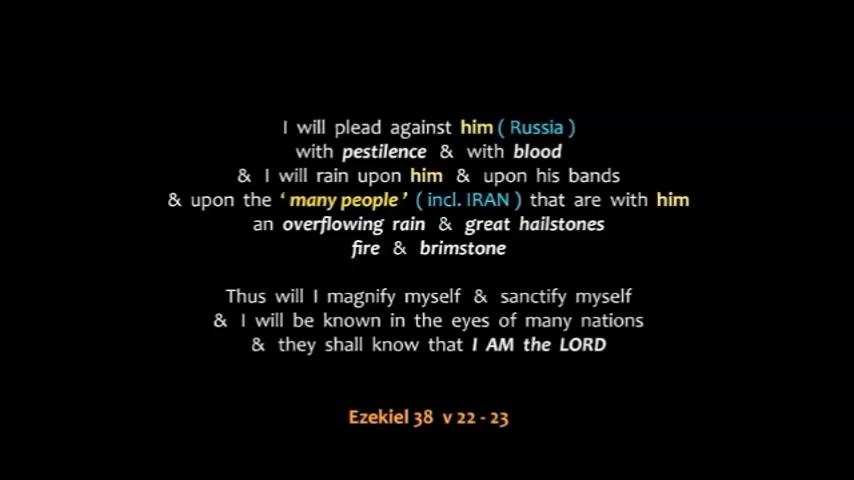 I will plead against him ( Russia )
with pestilence & with blood
& I will rain upon him & upon his bands
& upon the ‘ many people ’ ( incl. IRAN ) that are with him
an overflowing rain & great hailstones
fire & brimstone
Thus will I magnify myself & sanctify myself
& I will be known in the eyes of many nations
& they shall know that I AM the LORD
Ezekiel 38 v 22 - 23